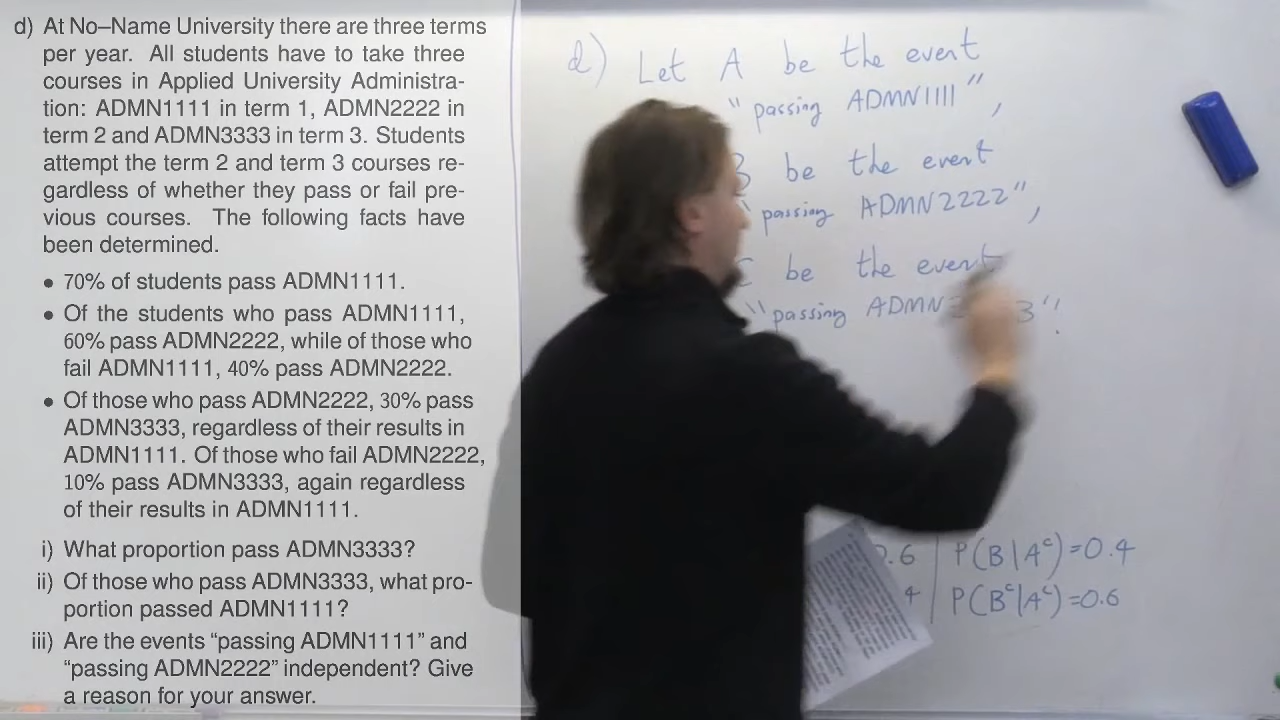 d) At No–Name University there are three terms
per year. All students have to take three
courses in Applied University Administra-
tion: ADMN1111 in term 1, ADMN2222 in
term 2 and ADMN3333 in term 3. Students
attempt the term 2 and term 3 courses re-
gardless of whether they pass or fail pre-
vious courses. The following facts have
been determined.
• 70% of students pass ADMN1111.
• Of the students who pass ADMN1111,
60% pass ADMN2222, while of those who
fail ADMN1111, 40% pass ADMN2222.
• Of those who pass ADMN2222, 30% pass
ADMN3333, regardless of their results in
ADMN1111. Of those who fail ADMN2222,
10% pass ADMN3333, again regardless
of their results in ADMN1111.
i) What proportion pass ADMN3333?
ii) Of those who pass ADMN3333, what pro-
portion passed ADMN1111?
iii) Are the events “passing ADMN1111” and
“passing ADMN2222” independent? Give
a reason for your answer.
d) Let A be the event
"passing ADMN1111",
B be the event
"passing ADMN2222",
C be the event
"passing ADMN
.6 | P(B|Aᶜ)=0.4
4 | P(Bᶜ|Aᶜ)=0.6